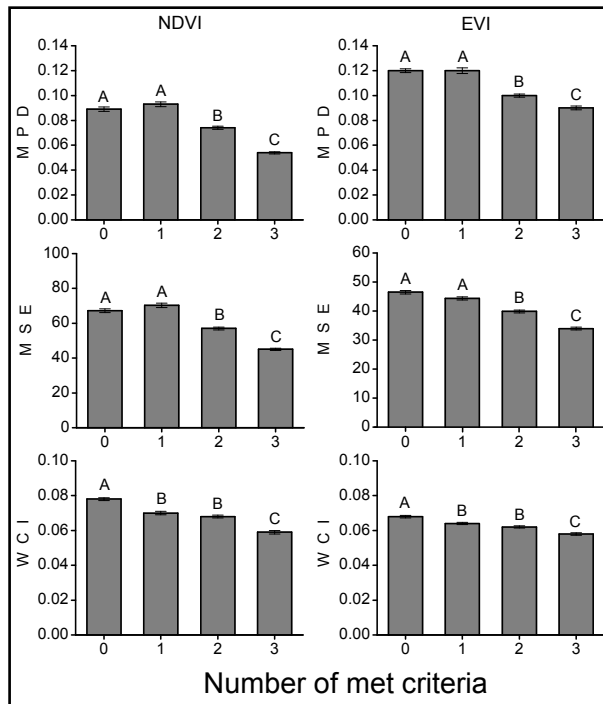 NDVI
EVI
M P D
0.14
0.12
0.10
0.08
0.06
0.04
0.02
0.00
A
A
B
C
0 1 2 3
M P D
0.14
0.12
0.10
0.08
0.06
0.04
0.02
0.00
A
A
B
C
0 1 2 3
M S E
100
80
60
40
20
0
A
A
B
C
0 1 2 3
M S E
60
50
40
30
20
10
0
A
A
B
C
0 1 2 3
W C I
0.10
0.08
0.06
0.04
0.02
0.00
A
B
B
C
0 1 2 3
W C I
0.10
0.08
0.06
0.04
0.02
0.00
A
B
B
C
0 1 2 3
Number of met criteria